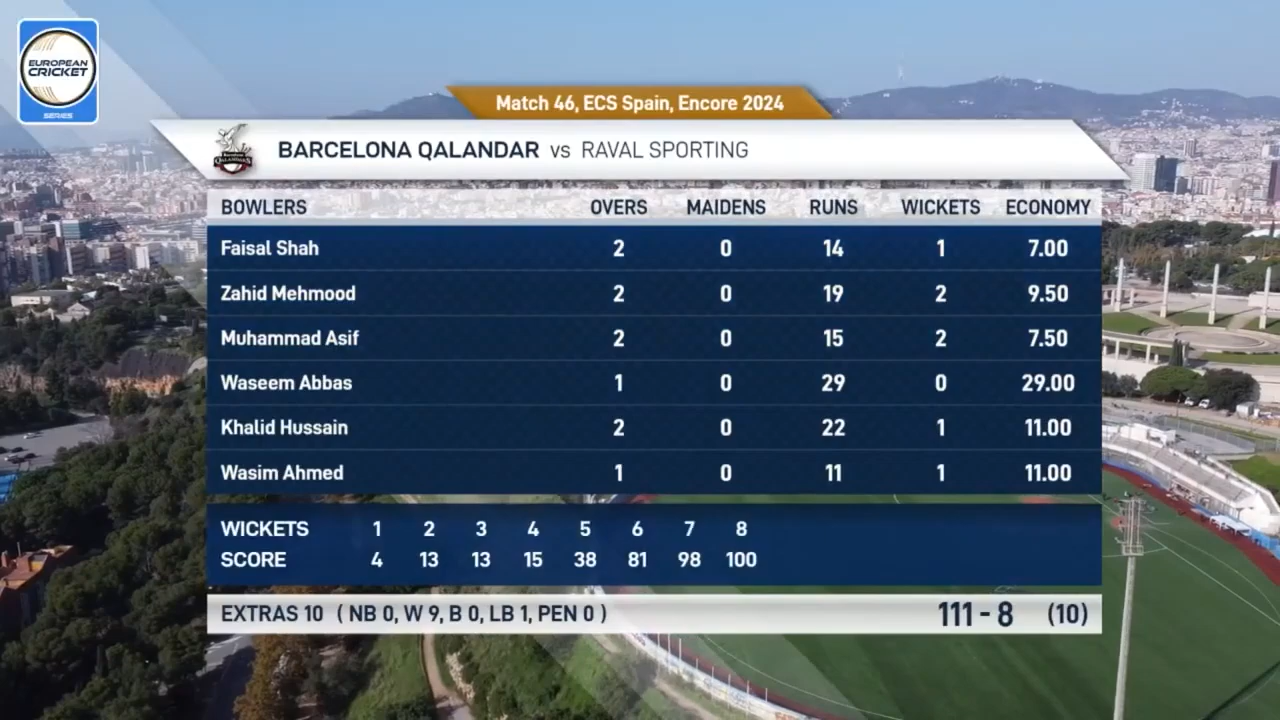 EUROPEAN
CRICKET
SERIES
Match 46, ECS Spain, Encore 2024
BARCELONA QALANDAR vs RAVAL SPORTING
BOWLERS OVERS MAIDENS RUNS WICKETS ECONOMY
Faisal Shah 2 0 14 1 7.00
Zahid Mehmood 2 0 19 2 9.50
Muhammad Asif 2 0 15 2 7.50
Waseem Abbas 1 0 29 0 29.00
Khalid Hussain 2 0 22 1 11.00
Wasim Ahmed 1 0 11 1 11.00
WICKETS 1 2 3 4 5 6 7 8
SCORE 4 13 13 15 38 81 98 100
EXTRAS 10 ( NB 0, W 9, B 0, LB 1, PEN 0 ) 111 - 8 (10)